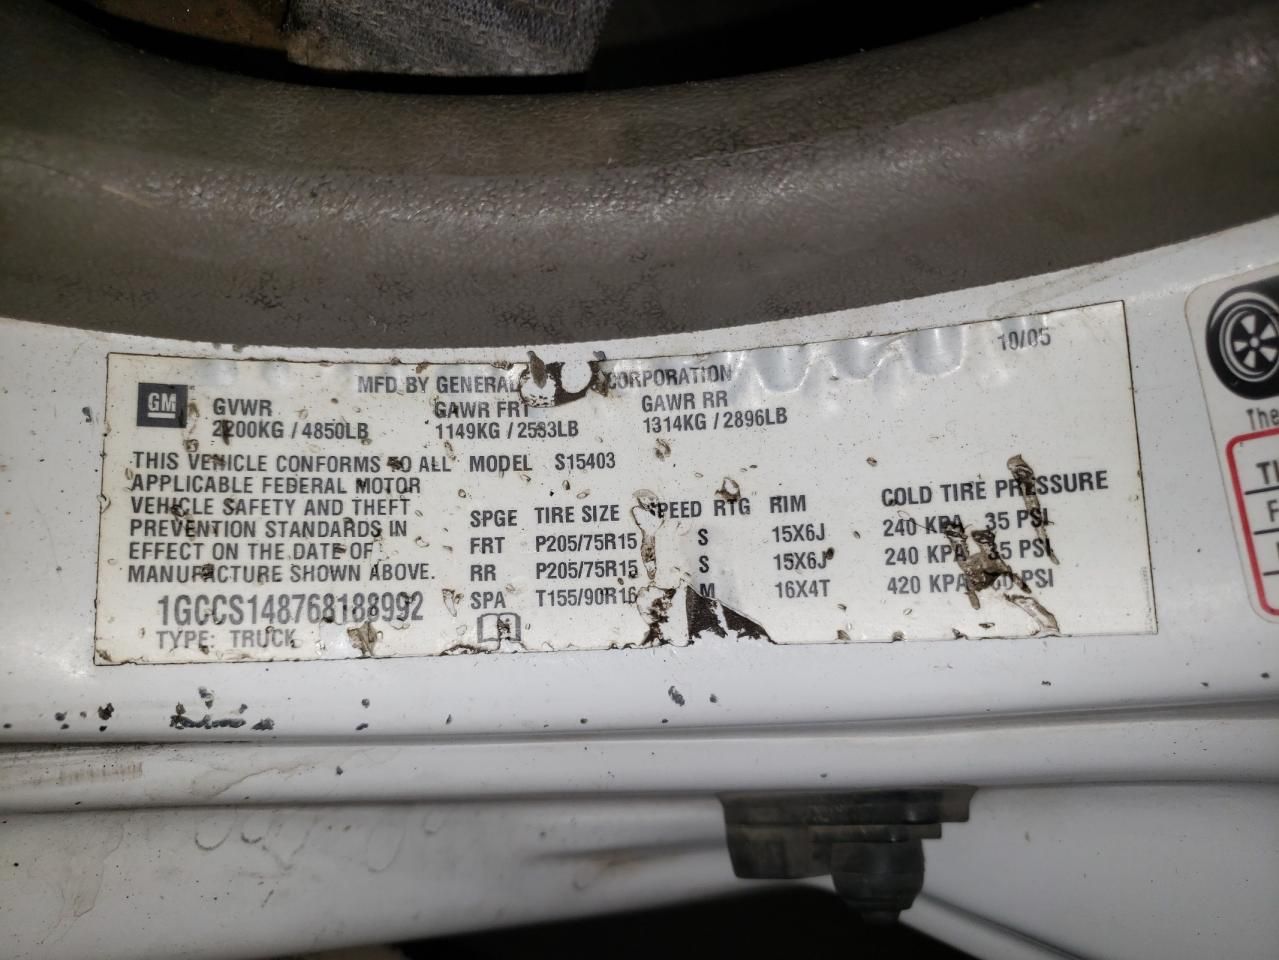 10/05
MFD BY GENERAL CORPORATION
GM
GVWR GAWR FRT GAWR RR
2200KG / 4850LB 1149KG / 2533LB 1314KG / 2896LB
THIS VEHICLE CONFORMS TO ALL
APPLICABLE FEDERAL MOTOR
VEHICLE SAFETY AND THEFT
PREVENTION STANDARDS IN
EFFECT ON THE DATE OF
MANUFACTURE SHOWN ABOVE.
1GCCS148768188992
TYPE: TRUCK
MODEL S15403
SPGE TIRE SIZE SPEED RTG RIM COLD TIRE PRESSURE
FRT P205/75R15 S 15X6J 240 KPA 35 PSI
RR P205/75R15 S 15X6J 240 KPA 35 PSI
SPA T155/90R16 M 16X4T 420 KPA 60 PSI
The